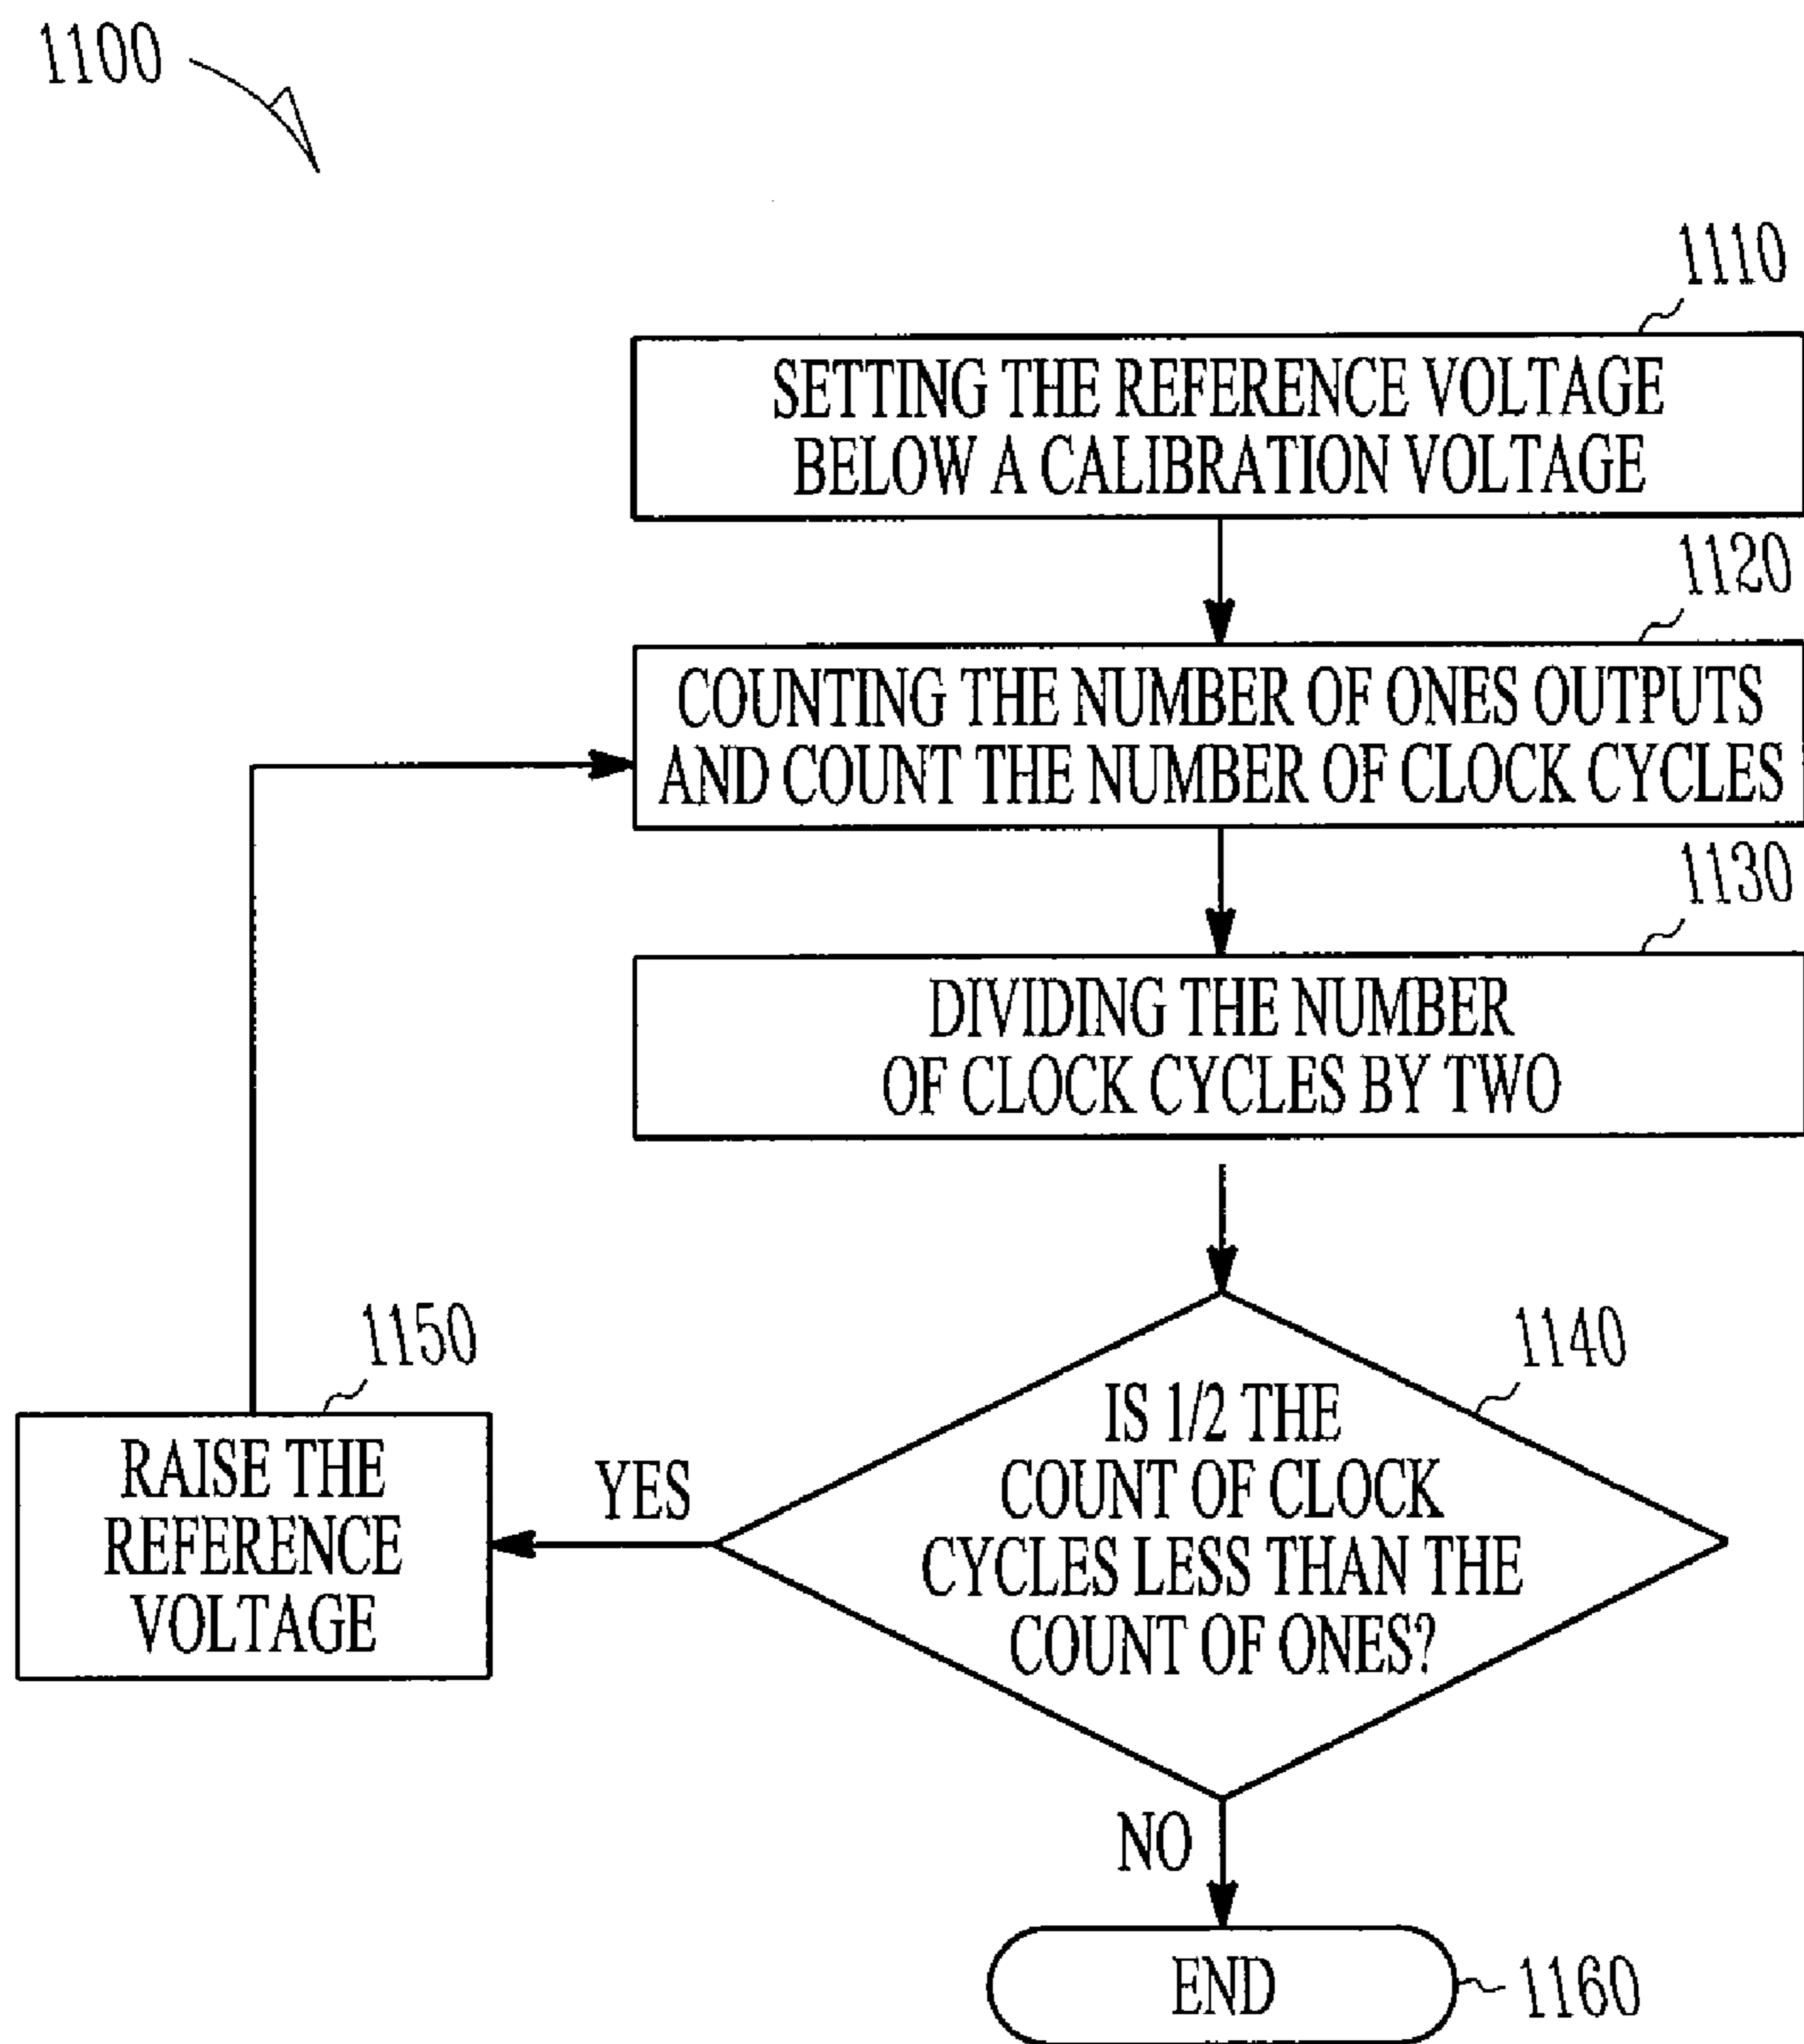 1100
1110
SETTING THE REFERENCE VOLTAGE
BELOW A CALIBRATION VOLTAGE
1120
COUNTING THE NUMBER OF ONES OUTPUTS
AND COUNT THE NUMBER OF CLOCK CYCLES
1130
DIVIDING THE NUMBER
OF CLOCK CYCLES BY TWO
1140
IS 1/2 THE
COUNT OF CLOCK
CYCLES LESS THAN THE
COUNT OF ONES?
YES
1150
RAISE THE
REFERENCE
VOLTAGE
NO
END
1160